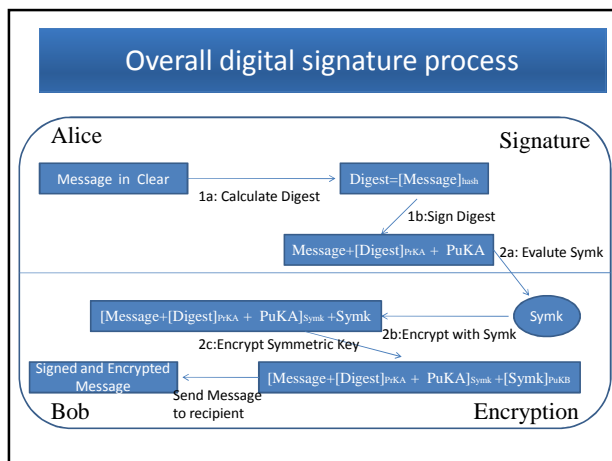 Overall digital signature process
Alice
Signature
Message in Clear
Digest=[Message]hash
1a: Calculate Digest
1b:Sign Digest
Message+[Digest]PrKA + PuKA
2a: Evalute Symk
[Message+[Digest]PrKA + PuKA]Symk +Symk
Symk
2b:Encrypt with Symk
2c:Encrypt Symmetric Key
Signed and Encrypted
Message
[Message+[Digest]PrKA + PuKA]Symk +[Symk]PuKB
Send Message
to recipient
Bob
Encryption